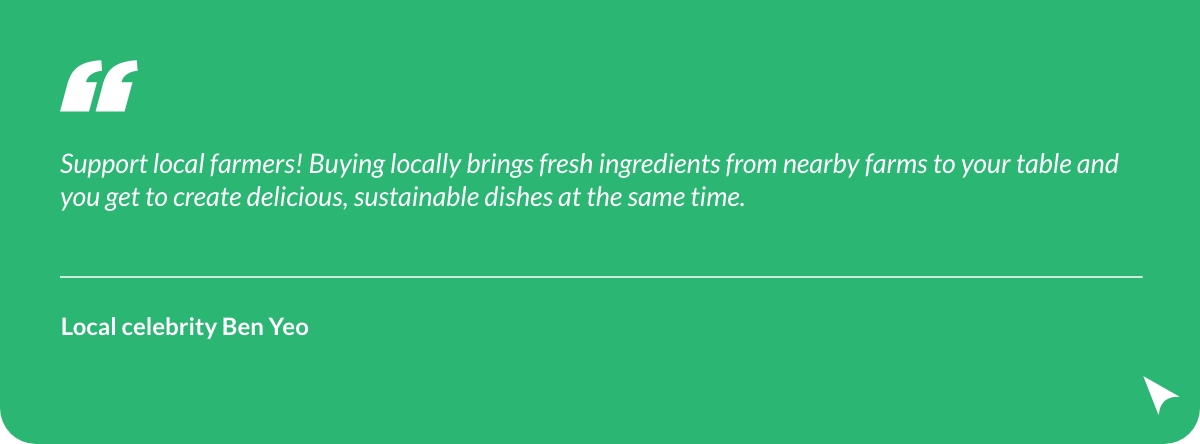 “
Support local farmers! Buying locally brings fresh ingredients from nearby farms to your table and
you get to create delicious, sustainable dishes at the same time.
Local celebrity Ben Yeo